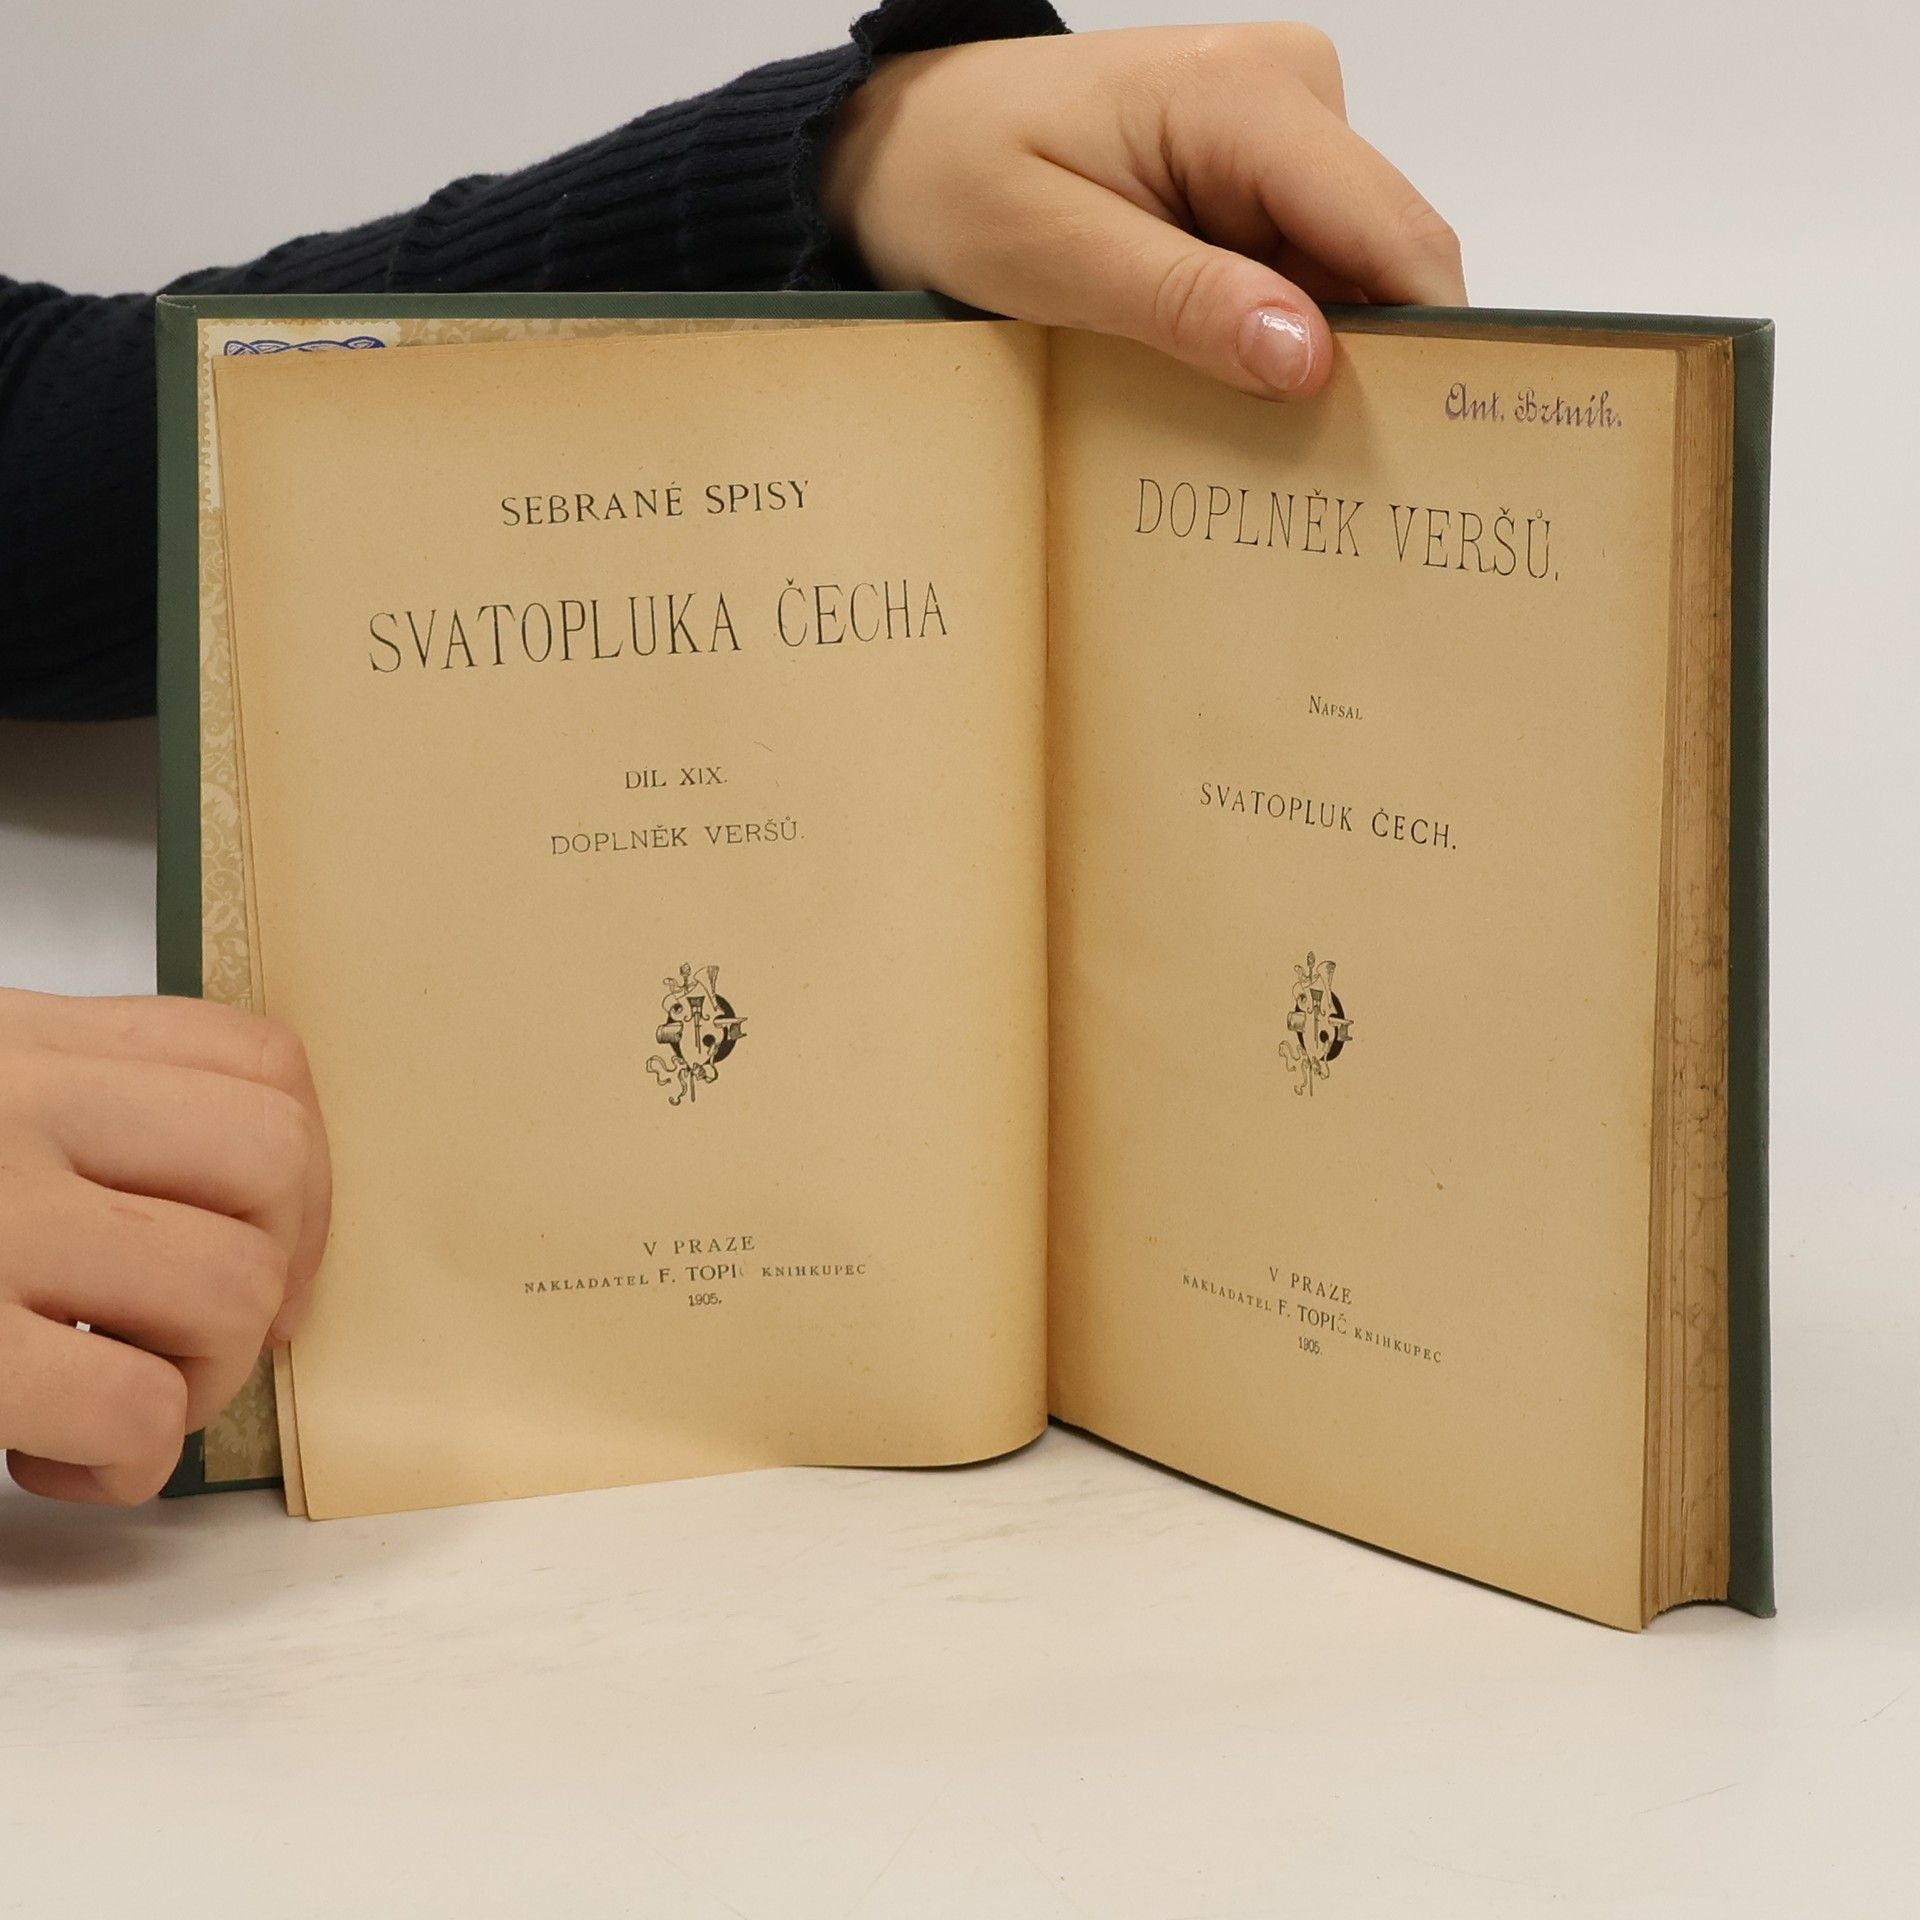 SEBRANÉ SPISY
SVATOPLUKA ČECHA
DÍL XIX.
DOPLNĚK VERŠŮ.
V PRAZE
NAKLADATEL F. TOPIČ KNIHKUPEC
1905.
Ant. Brtník.
DOPLNĚK VERŠŮ.
NAPSAL
SVATOPLUK ČECH.
V PRAZE
NAKLADATEL F. TOPIČ KNIHKUPEC
1905.